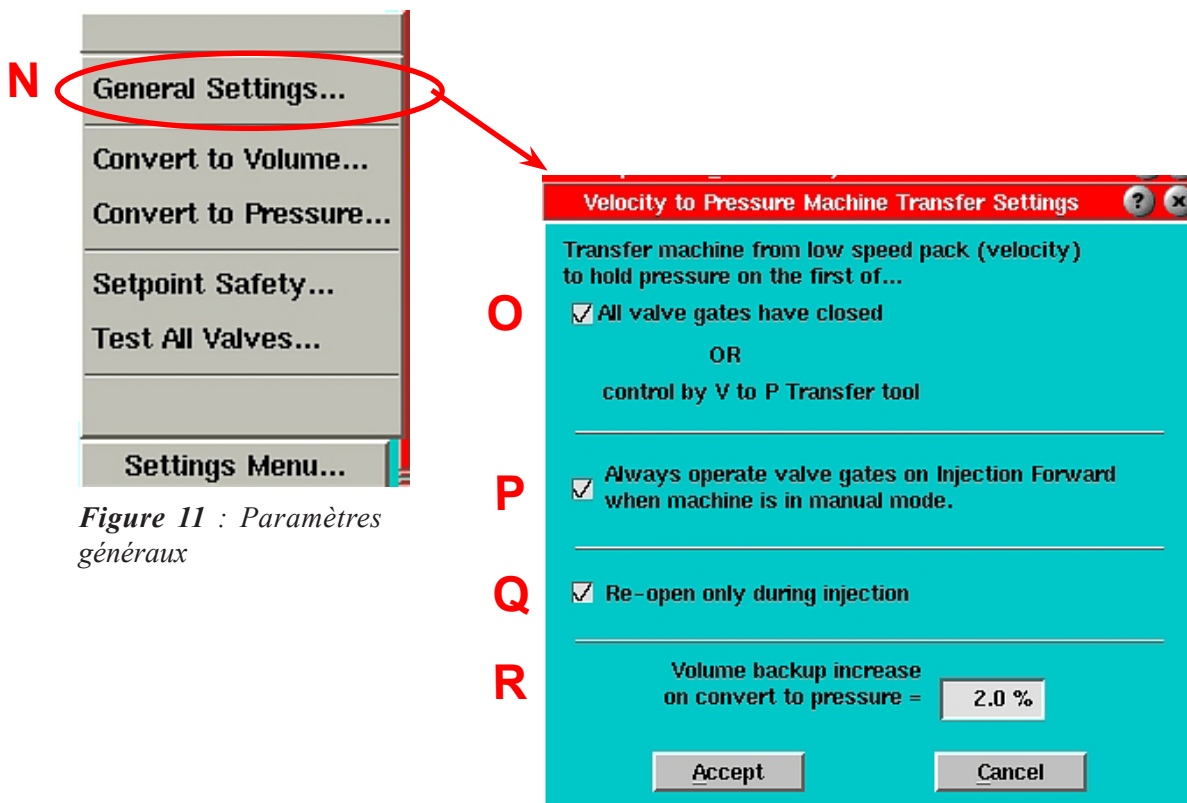 N
General Settings...
Convert to Volume...
Convert to Pressure...
Setpoint Safety...
Test All Valves...
Settings Menu...
Figure 11 : Paramètres
généraux
Velocity to Pressure Machine Transfer Settings
?
×
Transfer machine from low speed pack (velocity)
to hold pressure on the first of...
O
All valve gates have closed
OR
control by V to P Transfer tool
P
Always operate valve gates on Injection Forward
when machine is in manual mode.
Q
Re-open only during injection
R
Volume backup increase
on convert to pressure =
2.0 %
Accept
Cancel